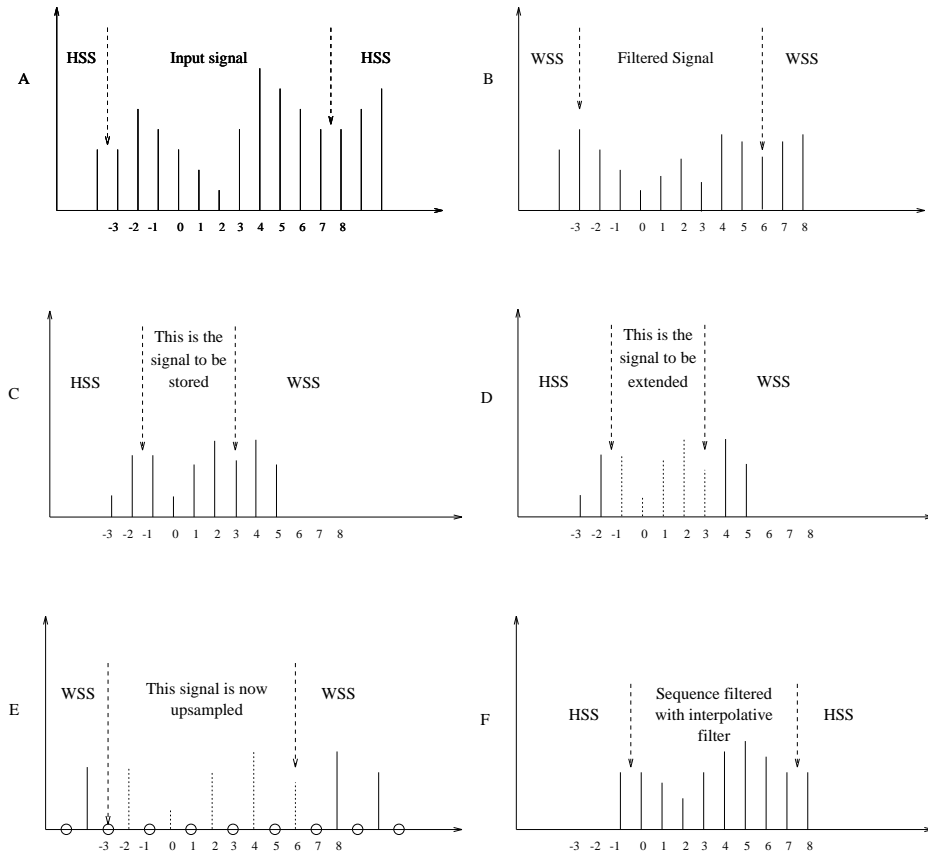 A
HSS
Input signal
HSS
-3 -2 -1 0 1 2 3 4 5 6 7 8
B
WSS
Filtered Signal
WSS
-3 -2 -1 0 1 2 3 4 5 6 7 8
C
HSS
This is the
signal to be
stored
WSS
-3 -2 -1 0 1 2 3 4 5 6 7 8
D
HSS
This is the
signal to be
extended
WSS
-3 -2 -1 0 1 2 3 4 5 6 7 8
E
WSS
This signal is now
upsampled
WSS
-3 -2 -1 0 1 2 3 4 5 6 7 8
F
HSS
Sequence filtered
with interpolative
filter
HSS
-3 -2 -1 0 1 2 3 4 5 6 7 8